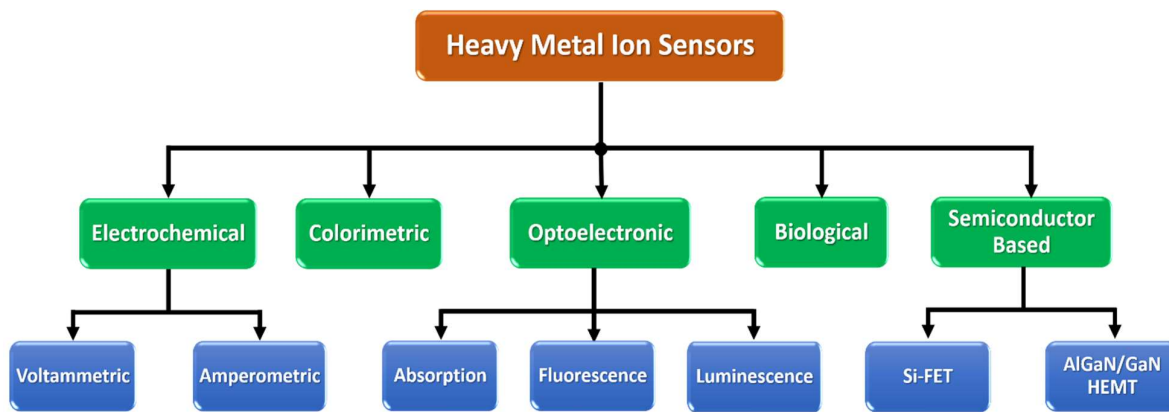 Heavy Metal Ion Sensors
Electrochemical
Colorimetric
Optoelectronic
Biological
Semiconductor
Based
Voltammetric
Amperometric
Absorption
Fluorescence
Luminescence
Si-FET
AlGaN/GaN
HEMT